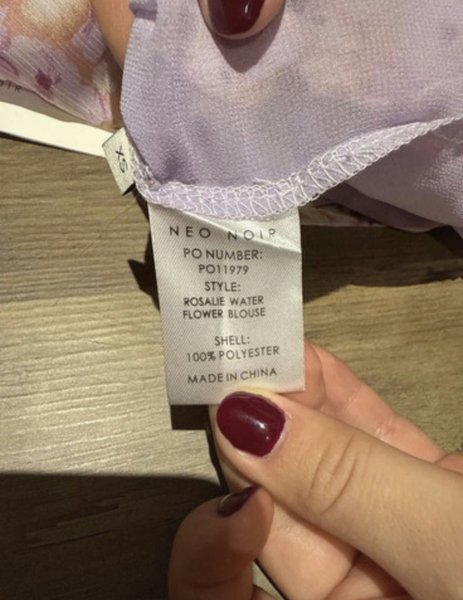 XS
NEO NOIR
PO NUMBER:
PO11979
STYLE:
ROSALIE WATER
FLOWER BLOUSE
SHELL:
100% POLYESTER
MADE IN CHINA